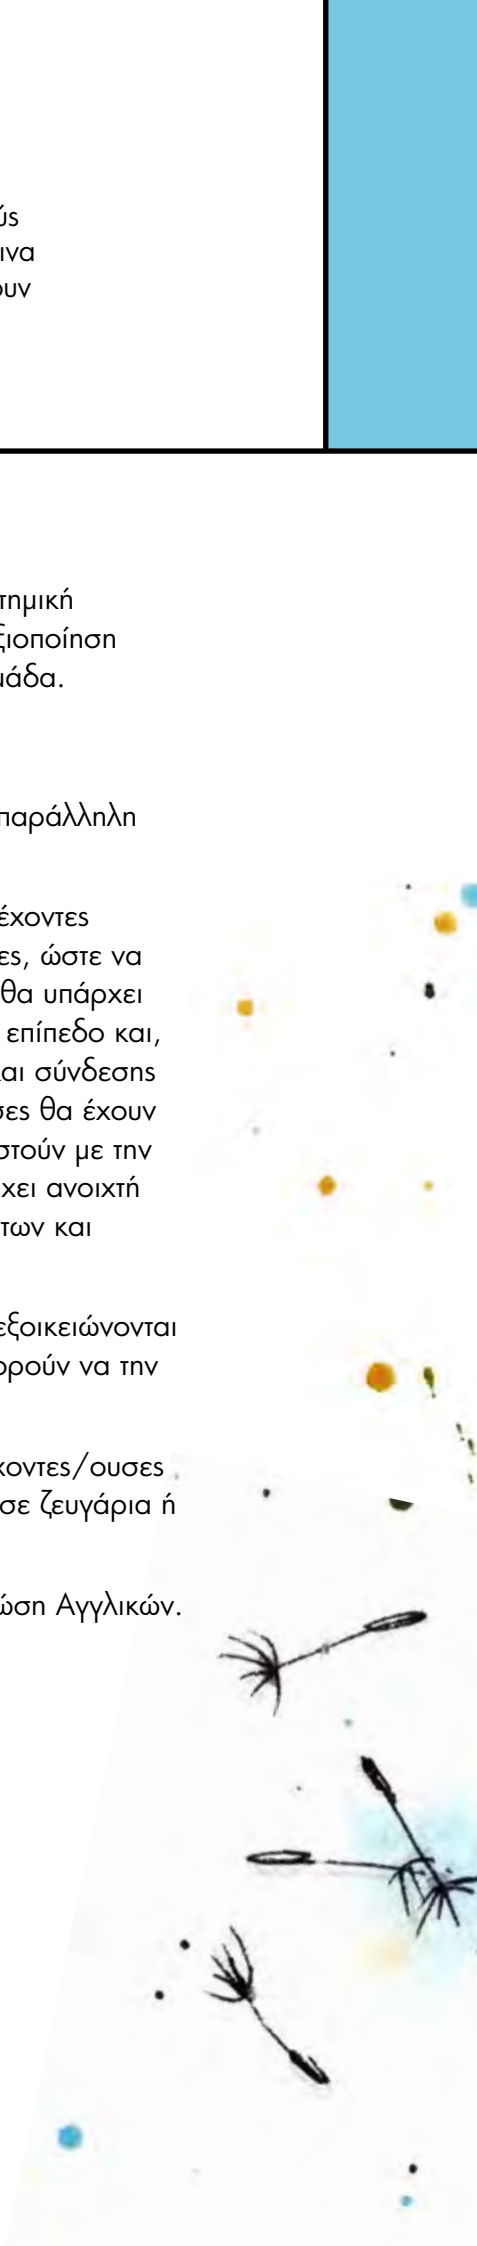 ύς
ινα
ουν
τημική
ξιοποίηση
μάδα.
παράλληλη
έχοντες
ες, ώστε να
θα υπάρχει
επίπεδο και,
αι σύνδεσης
σες θα έχουν
στούν με την
χει ανοιχτή
των και
εξοικειώνονται
ορούν να την
χοντες/ουσες
σε ζευγάρια ή
ώση Αγγλικών.